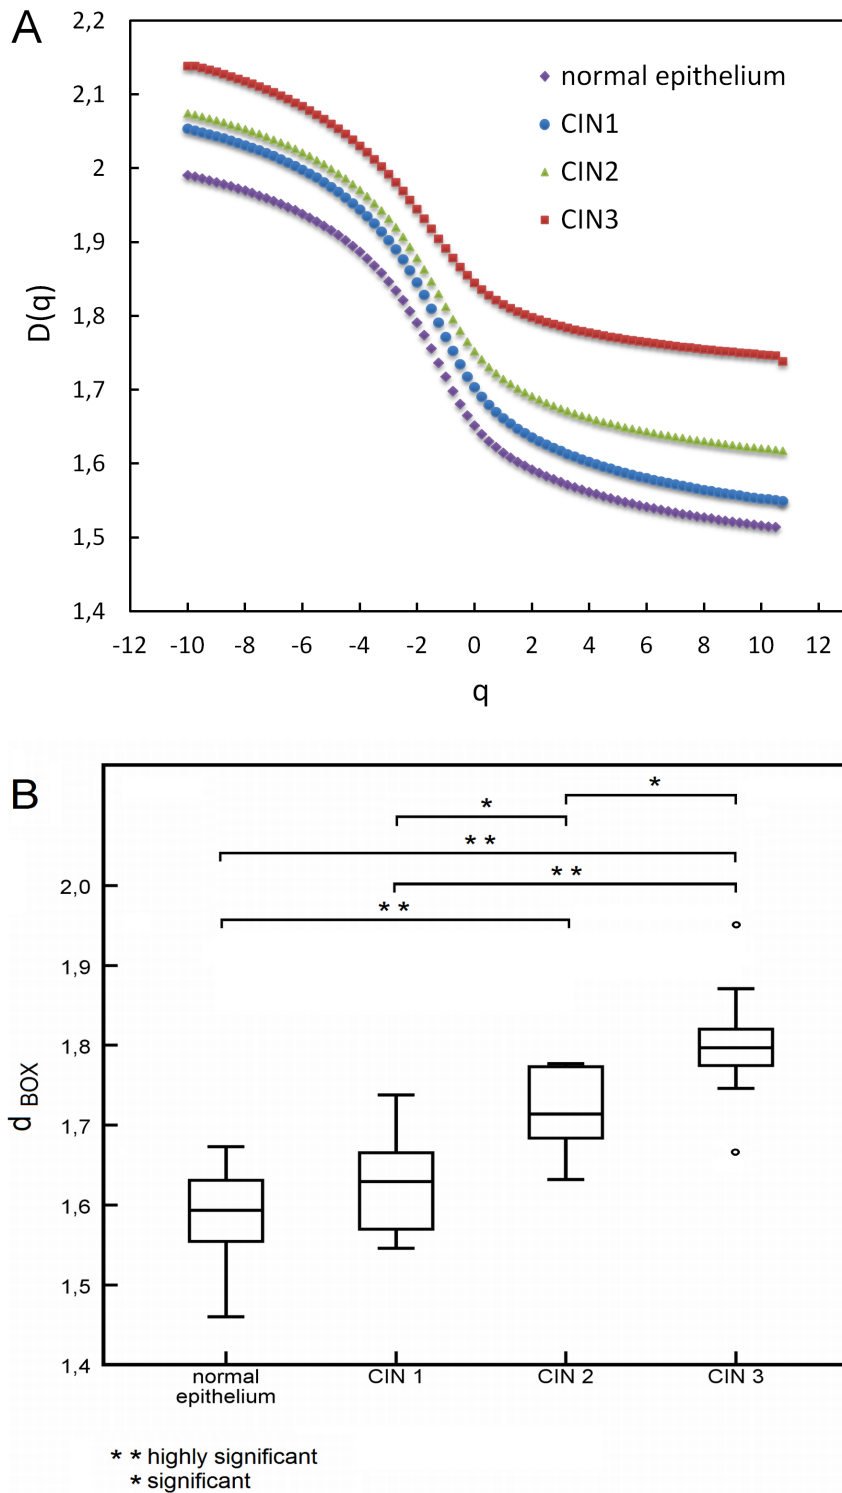 A
2,2
2,1
2
1,9
1,8
1,7
1,6
1,5
1,4
D(q)
normal epithelium
CIN1
CIN2
CIN3
-12 -10 -8 -6 -4 -2 0 2 4 6 8 10 12
q
B
*
*
* *
* *
* *
2,0
1,9
1,8
1,7
1,6
1,5
1,4
d BOX
normal epithelium CIN 1 CIN 2 CIN 3
* * highly significant
* significant